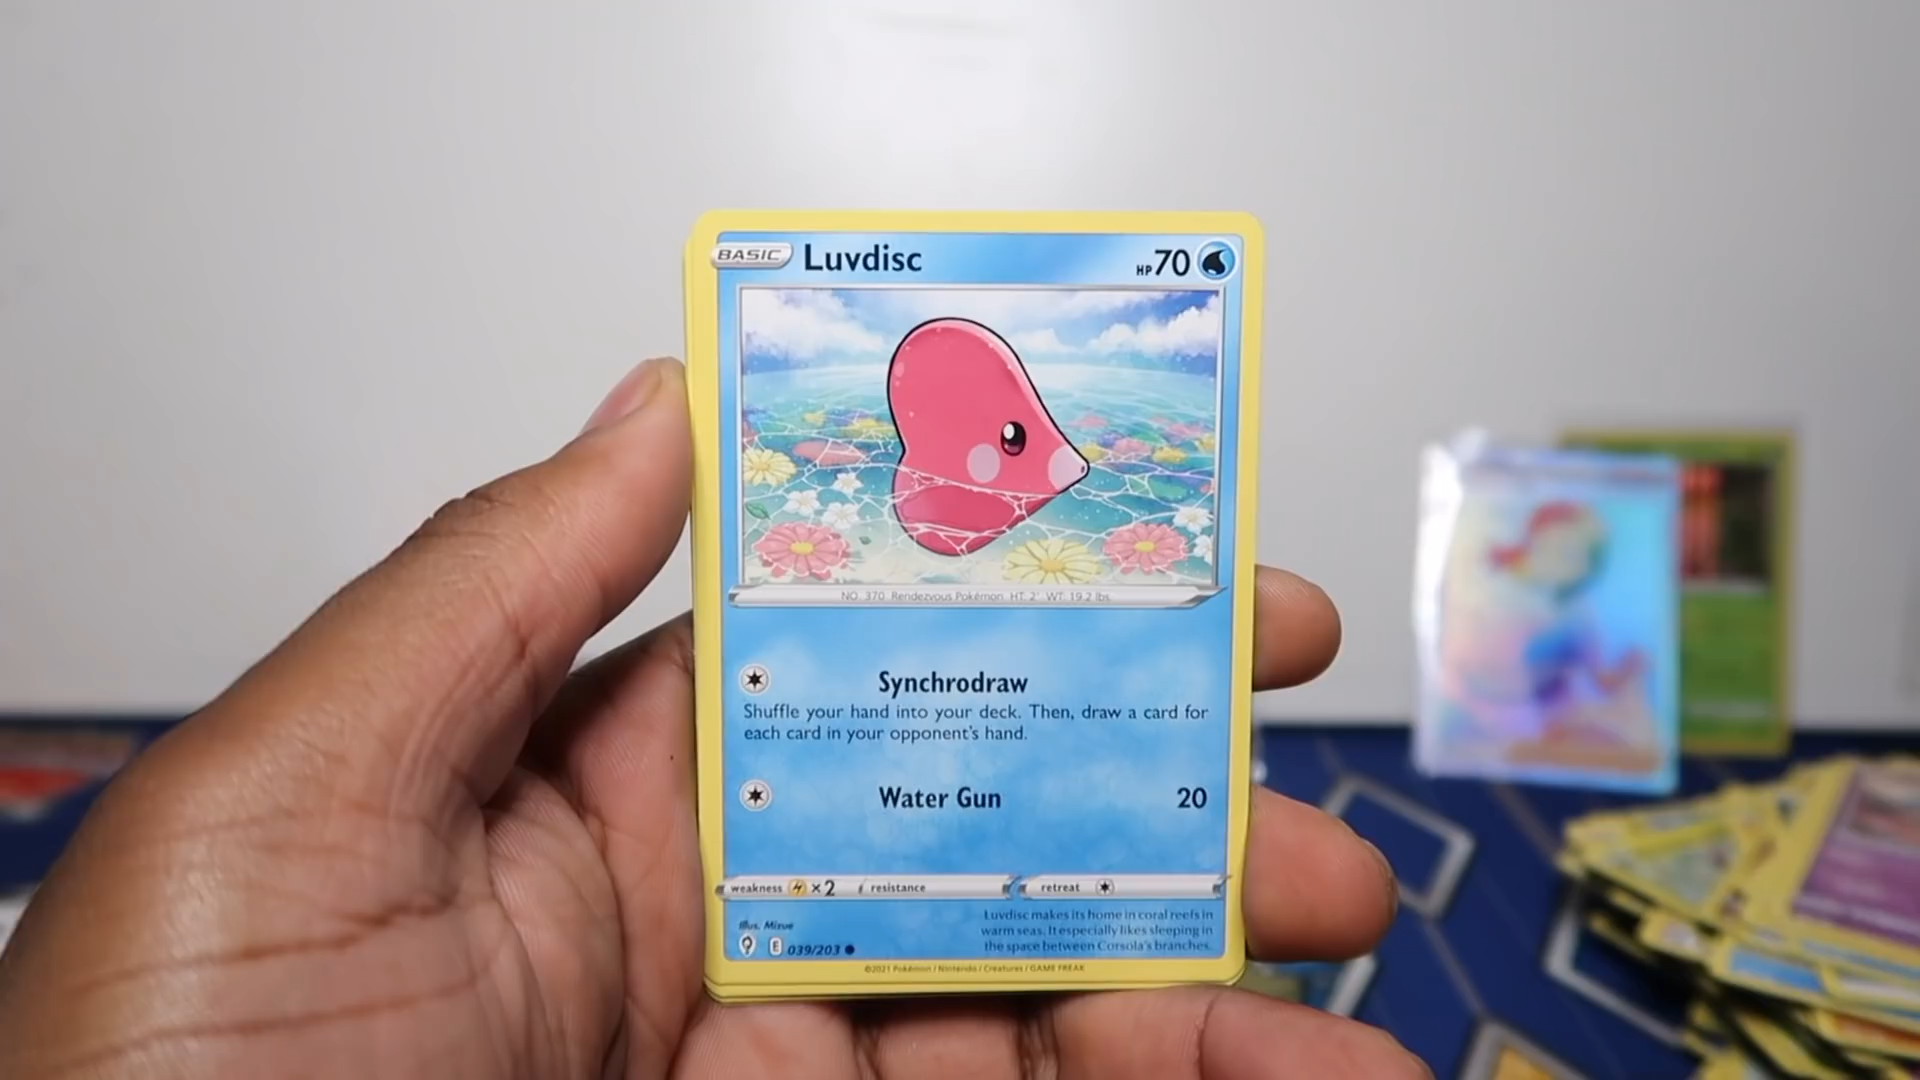 BASIC Luvdisc HP 70
NO. 370 Rendezvous Pokémon HT: 2' WT: 19.2 lbs.
Synchrodraw
Shuffle your hand into your deck. Then, draw a card for
each card in your opponent's hand.
Water Gun 20
weakness ×2 resistance retreat
Illus. Mizue
E 039/203
Luvdisc makes its home in coral reefs in
warm seas. It especially likes sleeping in
the space between Corsola's branches.
©2021 Pokémon / Nintendo / Creatures / GAME FREAK